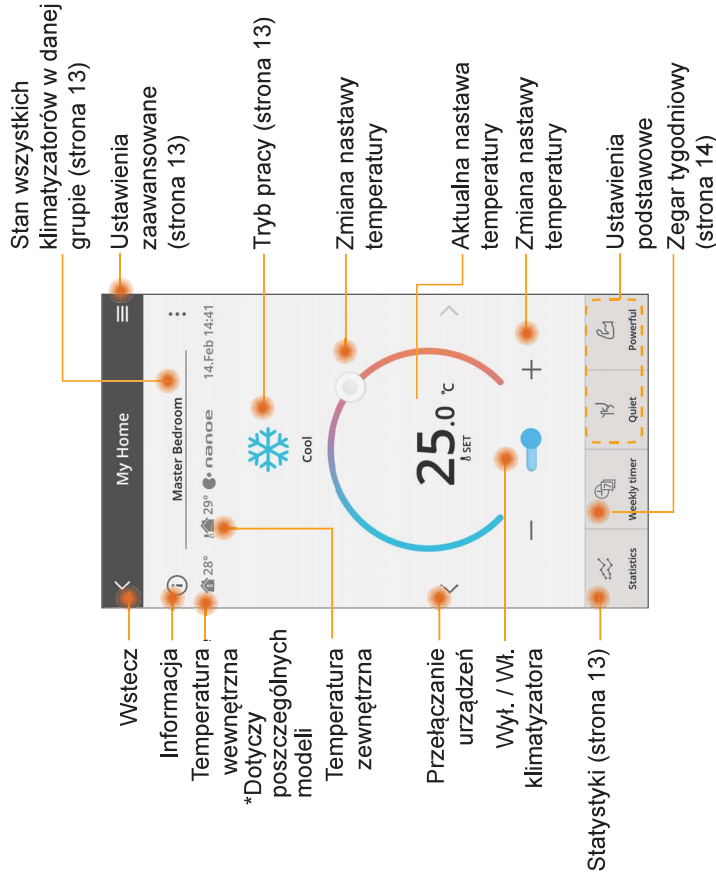 Stan wszystkich
klimatyzatorów w danej
grupie (strona 13)
Ustawienia
zaawansowane
(strona 13)
Tryb pracy (strona 13)
Zmiana nastawy
temperatury
Aktualna nastawa
temperatury
Zmiana nastawy
temperatury
Ustawienia
podstawowe
Zegar tygodniowy
(strona 14)
My Home
Master Bedroom
28° 29° nanoe 14.Feb 14:41
Cool
25.0 °C
SET
Statistics
Weekly timer
Quiet
Powerful
Wstecz
Informacja
Temperatura
wewnętrzna
*Dotyczy
poszczególnych
modeli
Temperatura
zewnętrzna
Przełączanie
urządzeń
Wył. / Wł.
klimatyzatora
Statystyki (strona 13)